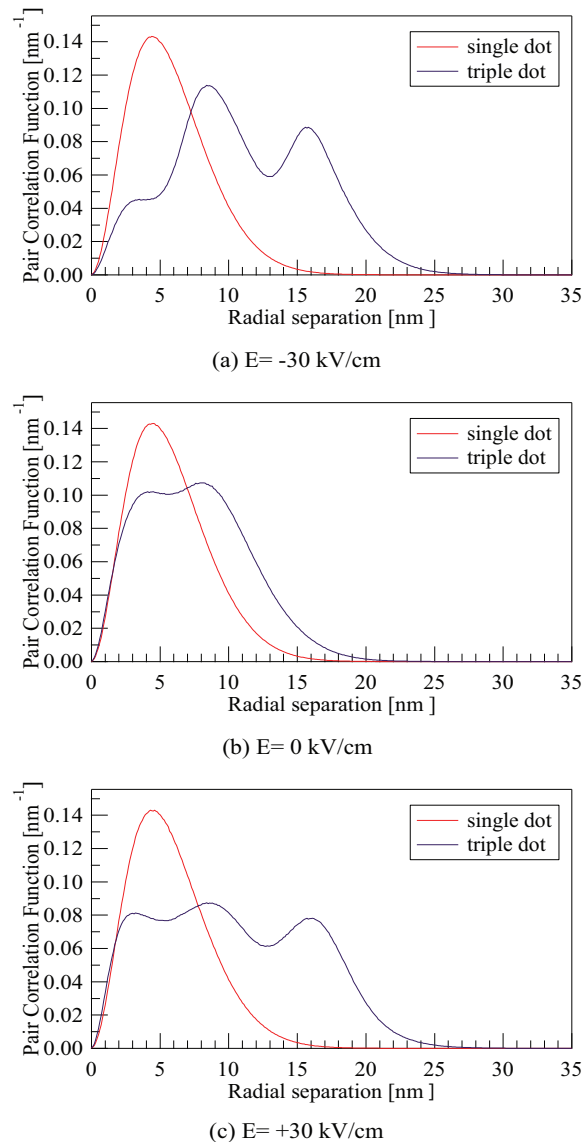 Pair Correlation Function [nm⁻¹]
0.14
0.12
0.10
0.08
0.06
0.04
0.02
0.00
single dot
triple dot
0 5 10 15 20 25 30 35
Radial separation [nm ]
(a) E= -30 kV/cm
Pair Correlation Function [nm⁻¹]
0.14
0.12
0.10
0.08
0.06
0.04
0.02
0.00
single dot
triple dot
0 5 10 15 20 25 30 35
Radial separation [nm ]
(b) E= 0 kV/cm
Pair Correlation Function [nm⁻¹]
0.14
0.12
0.10
0.08
0.06
0.04
0.02
0.00
single dot
triple dot
0 5 10 15 20 25 30 35
Radial separation [nm ]
(c) E= +30 kV/cm